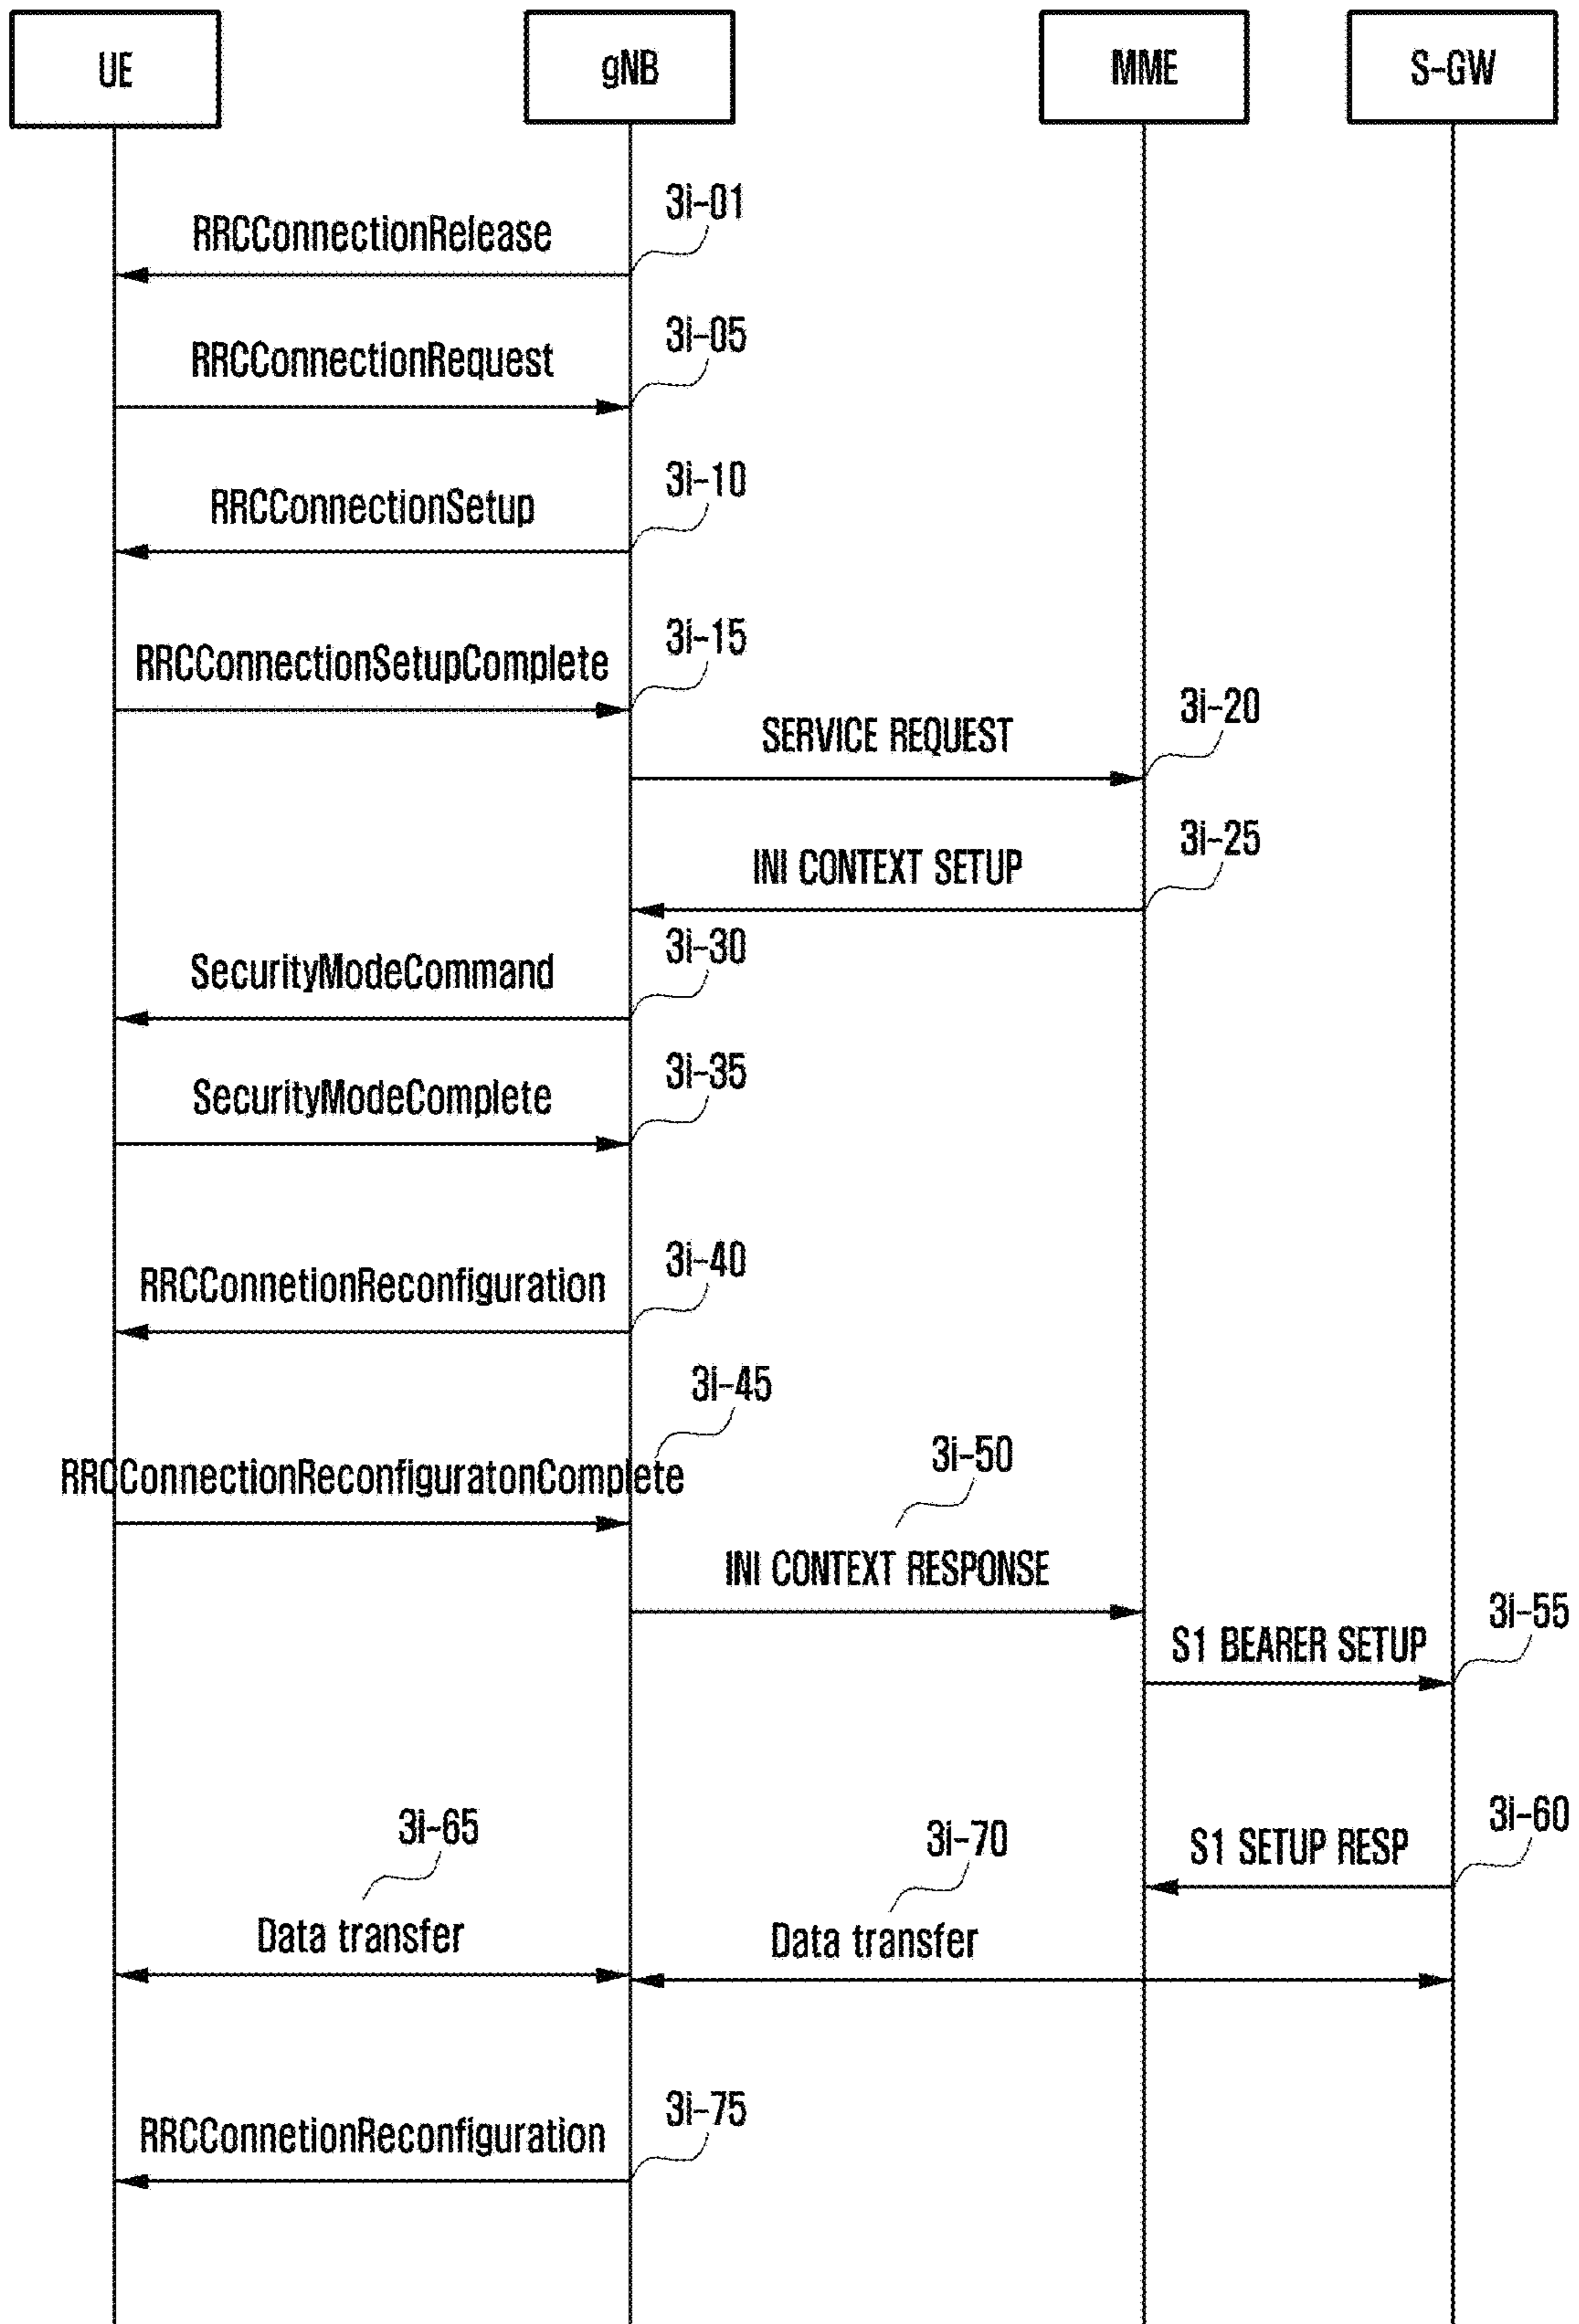 UE
gNB
MME
S-GW
3i-01
RRCConnectionRelease
3i-05
RRCConnectionRequest
3i-10
RRCConnectionSetup
3i-15
RRCConnectionSetupComplete
3i-20
SERVICE REQUEST
3i-25
INI CONTEXT SETUP
3i-30
SecurityModeCommand
3i-35
SecurityModeComplete
3i-40
RRCConnetionReconfiguration
3i-45
RRCConnectionReconfiguratonComplete
3i-50
INI CONTEXT RESPONSE
3i-55
S1 BEARER SETUP
3i-60
S1 SETUP RESP
3i-65
Data transfer
3i-70
Data transfer
3i-75
RRCConnetionReconfiguration